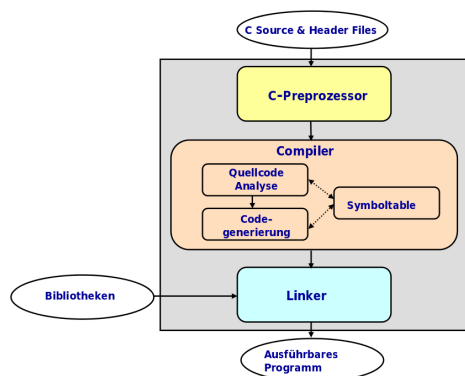 C Source & Header Files
C-Preprozessor
Compiler
Quellcode
Analyse
Symboltable
Code-
generierung
Bibliotheken
Linker
Ausführbares
Programm